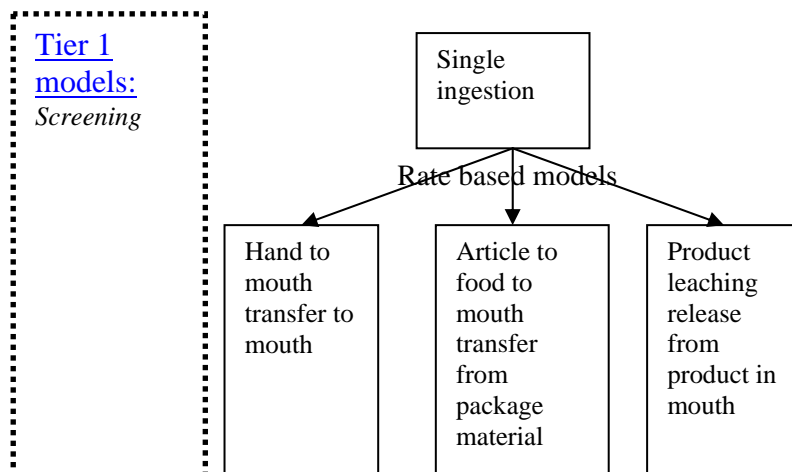 Tier 1
models:
Screening
Single
ingestion
Rate based models
Hand to
mouth
transfer to
mouth
Article to
food to
mouth
transfer
from
package
material
Product
leaching
release
from
product in
mouth